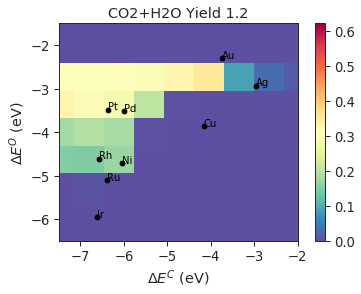 CO2+H2O Yield 1.2
−2
−3
−4
−5
−6
ΔE^O (eV)
Au
Ag
Pt
Pd
Cu
Rh
Ni
Ru
Ir
−7
−6
−5
−4
−3
−2
ΔE^C (eV)
0.6
0.5
0.4
0.3
0.2
0.1
0.0